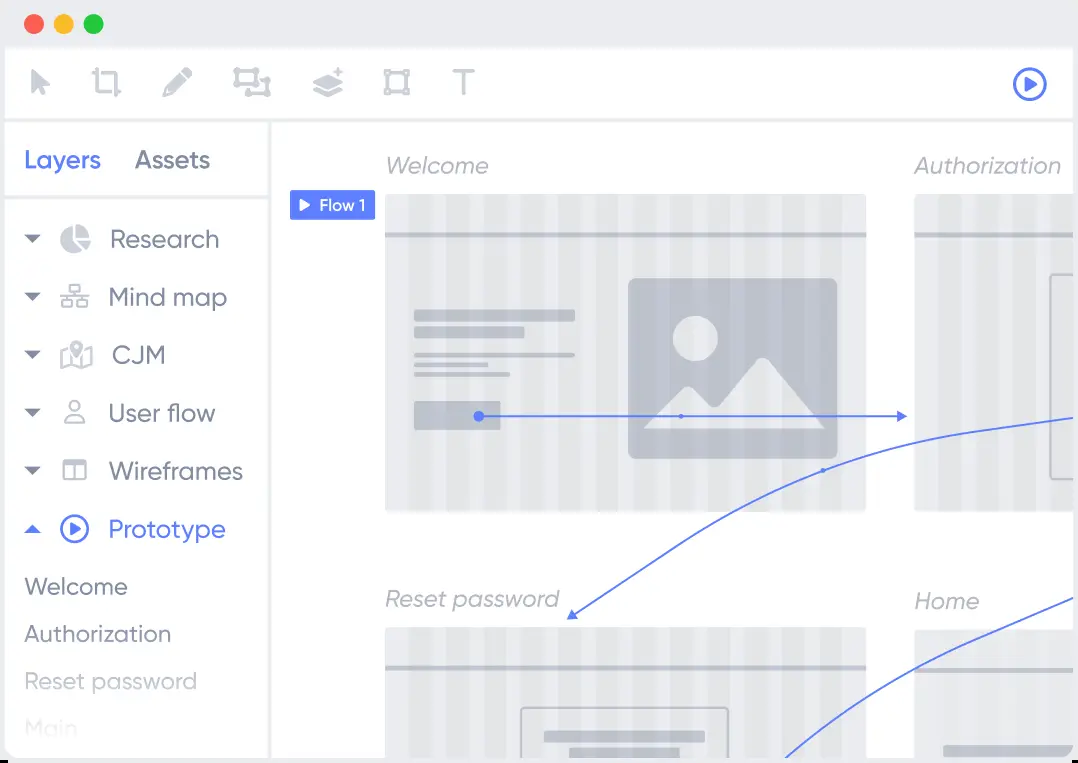 Layers Assets
Research
Mind map
CJM
User flow
Wireframes
Prototype
Welcome
Authorization
Reset password
Main
Welcome
Authorization
Flow 1
Reset password
Home